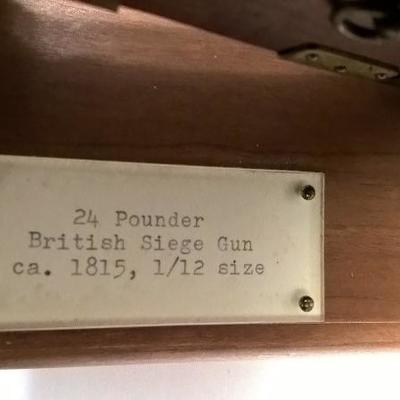 24 Pounder
British Siege Gun
ca. 1815, 1/12 size